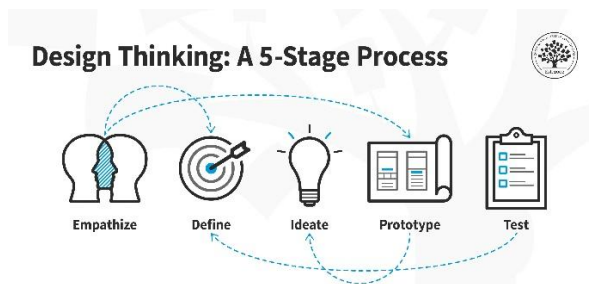 Design Thinking: A 5-Stage Process
Empathize
Define
Ideate
Prototype
Test